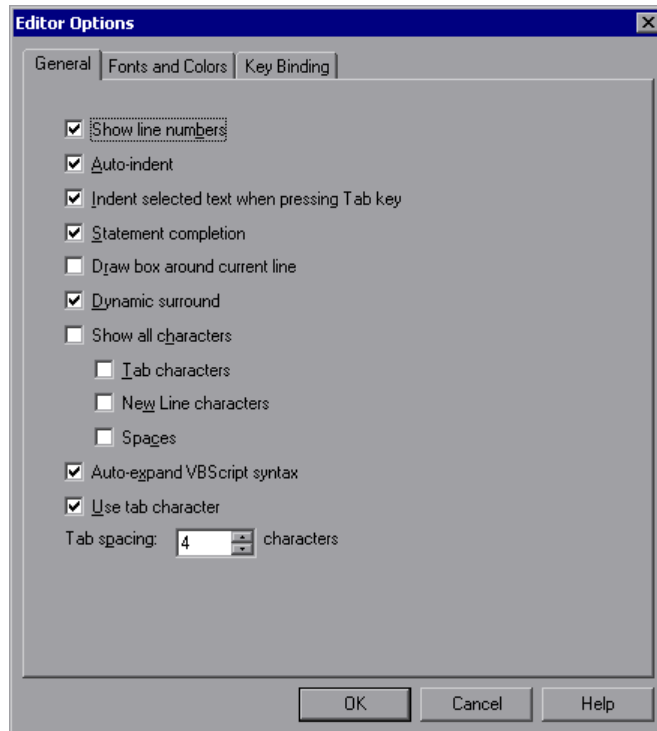 Editor Options
General Fonts and Colors Key Binding
Show line numbers
Auto-indent
Indent selected text when pressing Tab key
Statement completion
Draw box around current line
Dynamic surround
Show all characters
Tab characters
New Line characters
Spaces
Auto-expand VBScript syntax
Use tab character
Tab spacing: 4 characters
OK Cancel Help